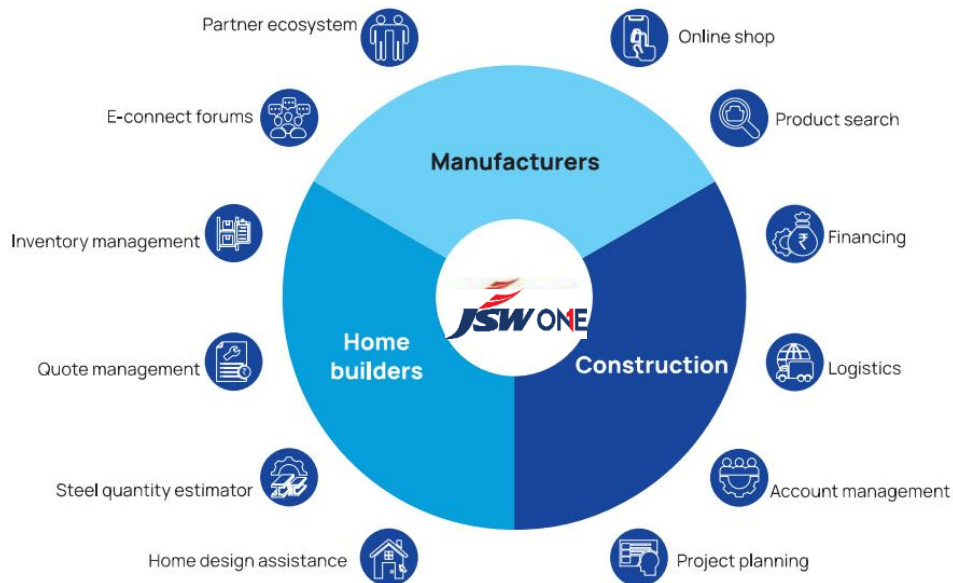 Partner ecosystem
Online shop
E-connect forums
Product search
Manufacturers
Inventory management
Financing
₹
JSW ONE
Home
builders
Construction
Quote management
₹
Logistics
Steel quantity estimator
Account management
Home design assistance
Project planning